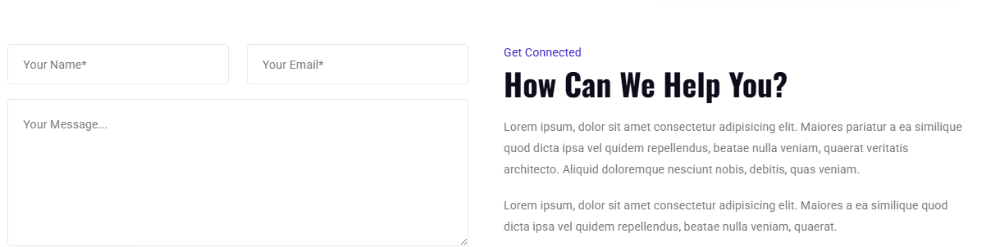 Your Name*
Your Email*
Your Message...
Get Connected
How Can We Help You?
Lorem ipsum, dolor sit amet consectetur adipisicing elit. Maiores pariatur a ea similique
quod dicta ipsa vel quidem repellendus, beatae nulla veniam, quaerat veritatis
architecto. Aliquid doloremque nesciunt nobis, debitis, quas veniam.
Lorem ipsum, dolor sit amet consectetur adipisicing elit. Maiores a ea similique quod
dicta ipsa vel quidem repellendus, beatae nulla veniam, quaerat.